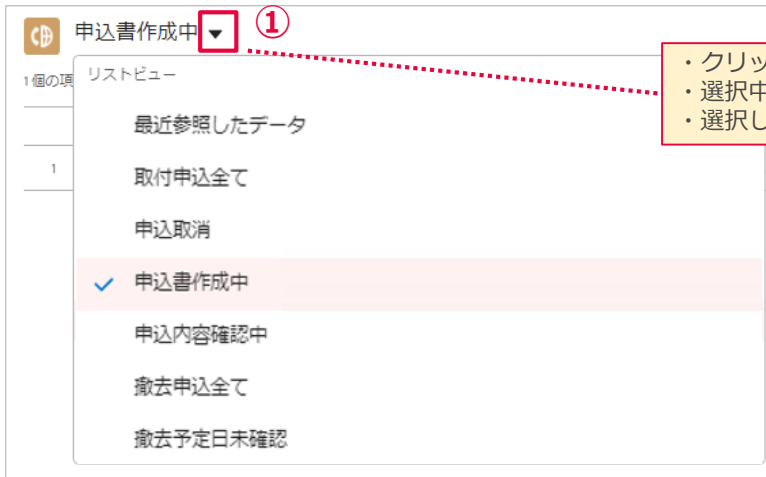 申込書作成中
①
1個の項
リストビュー
・クリッ
・選択中
・選択し
最近参照したデータ
1
取付申込全て
申込取消
申込書作成中
申込内容確認中
撤去申込全て
撤去予定日未確認